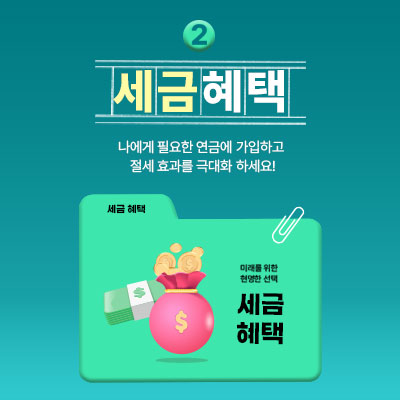 2
세금혜택
나에게 필요한 연금에 가입하고
절세 효과를 극대화 하세요!
세금 혜택
미래를 위한
현명한 선택
세금
혜택
$